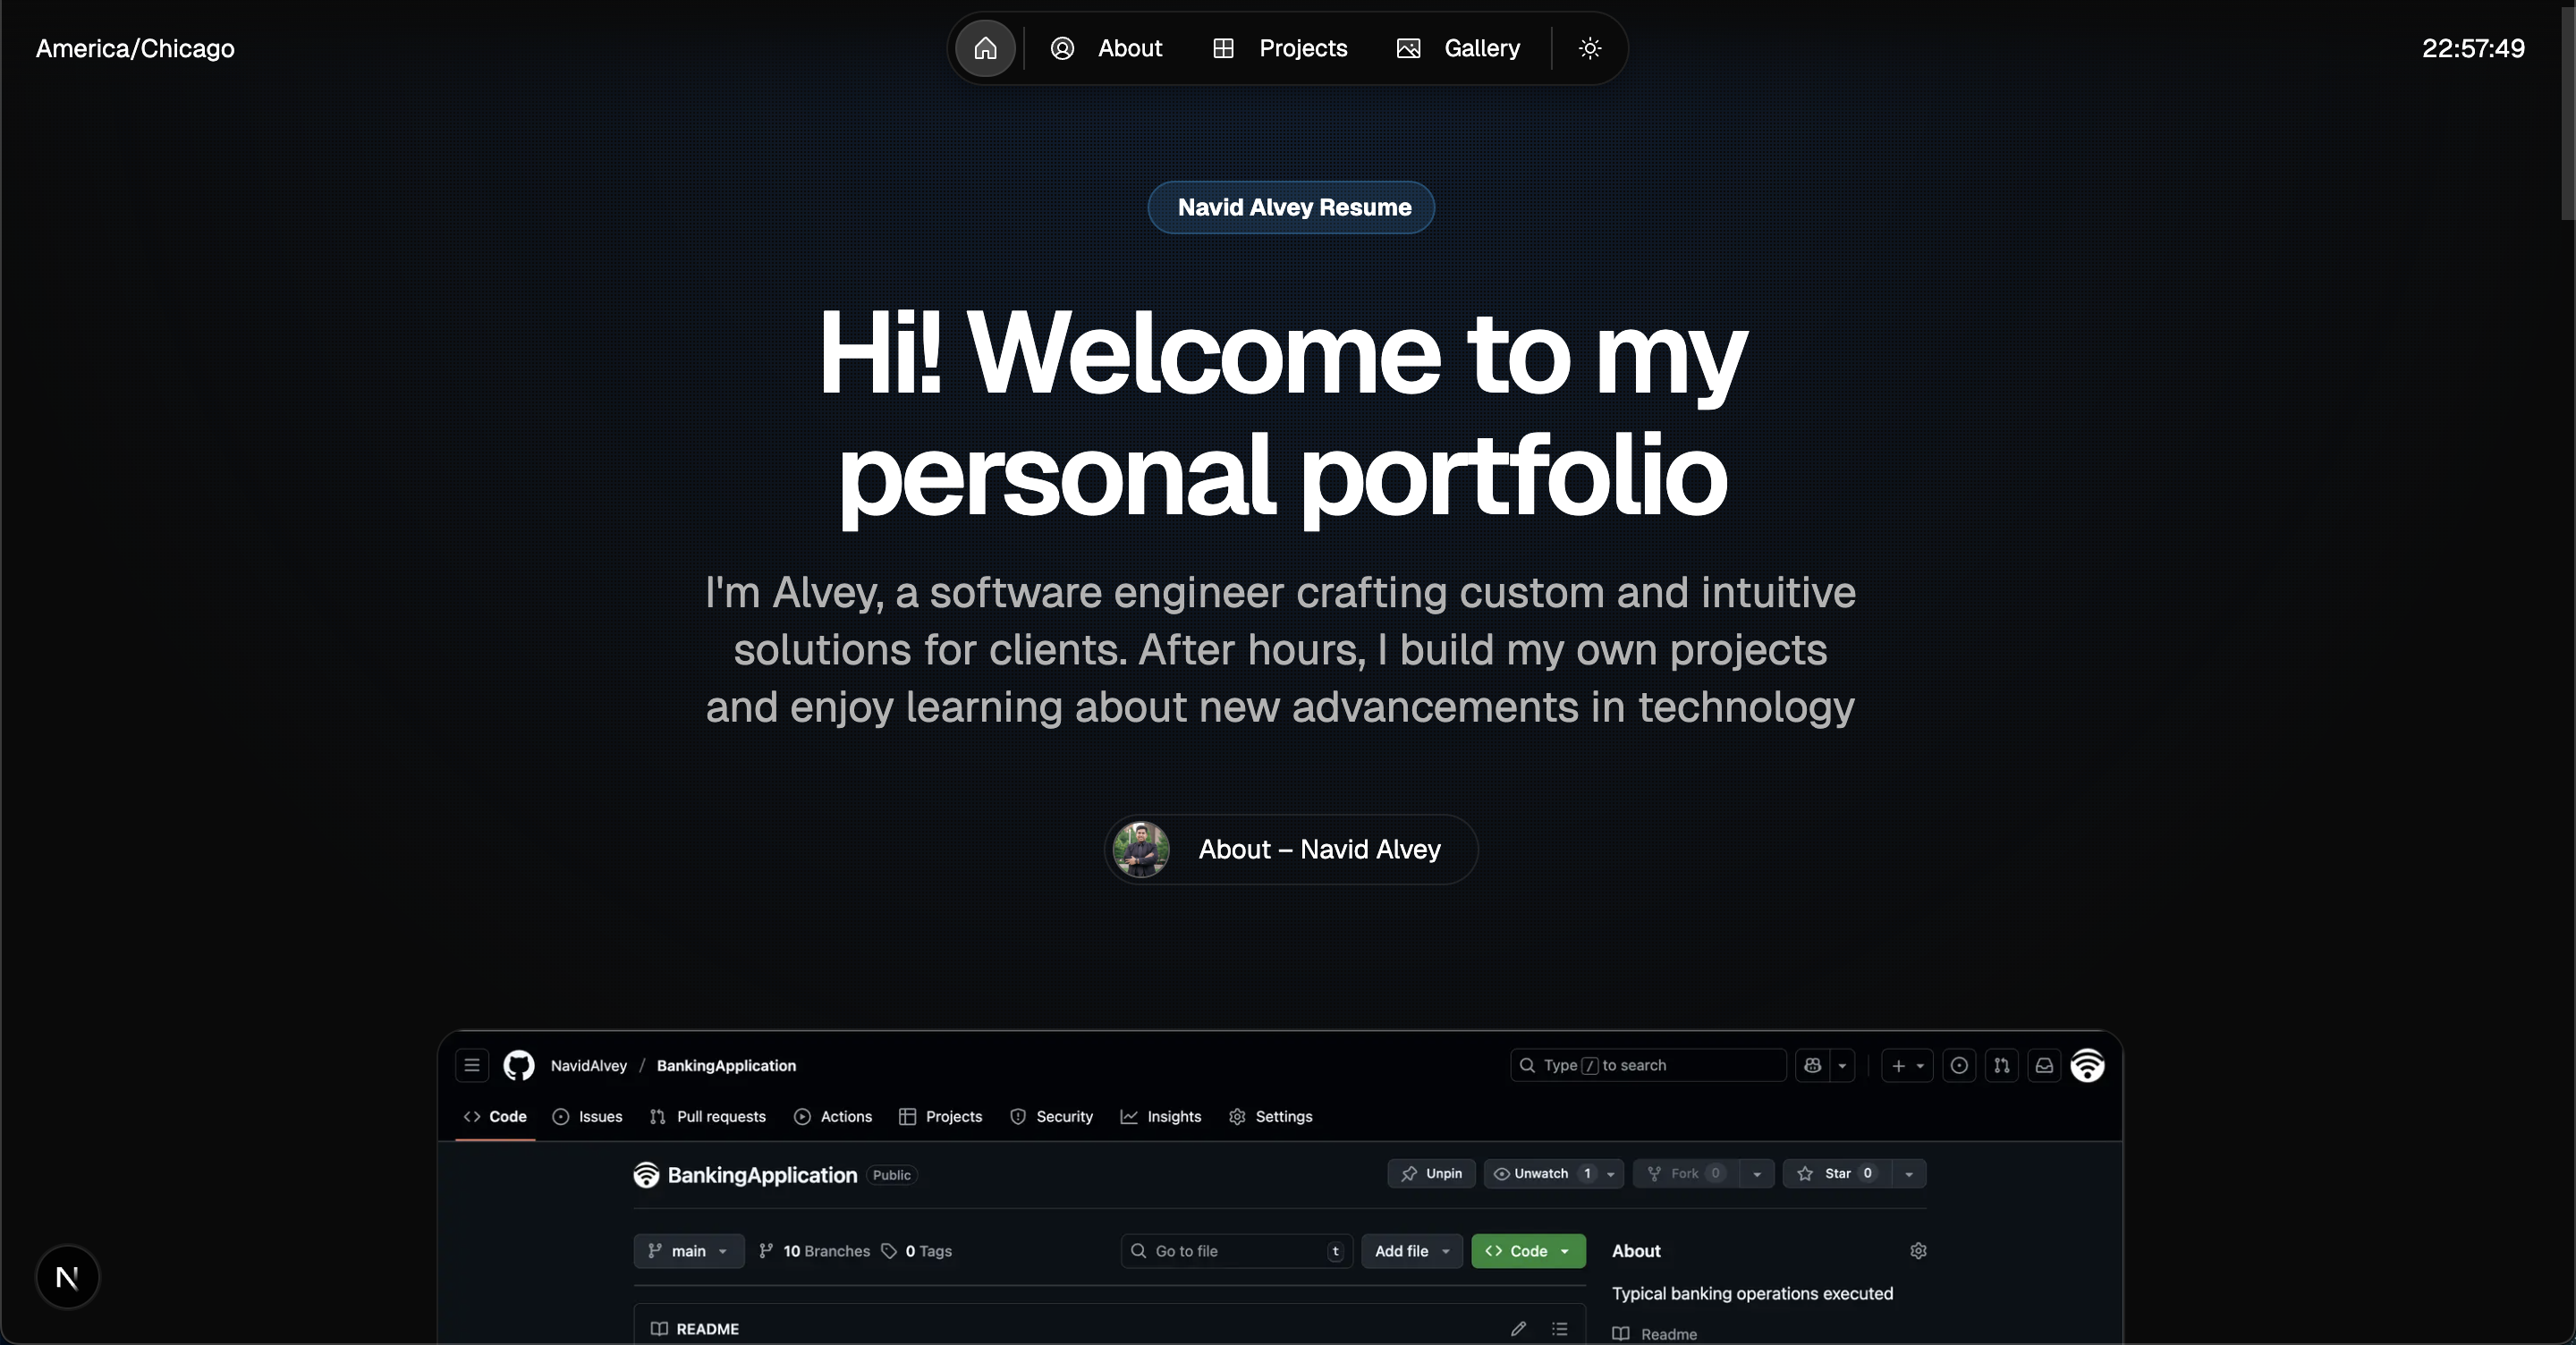 America/Chicago
About
Projects
Gallery
22:57:49
Navid Alvey Resume
Hi! Welcome to my
personal portfolio
I'm Alvey, a software engineer crafting custom and intuitive
solutions for clients. After hours, I build my own projects
and enjoy learning about new advancements in technology
About – Navid Alvey
NavidAlvey / BankingApplication
Type / to search
Code
Issues
Pull requests
Actions
Projects
Security
Insights
Settings
BankingApplication
Public
Unpin
Unwatch 1
Fork 0
Star 0
main
10 Branches
0 Tags
Go to file
t
Add file
Code
About
Typical banking operations executed
README
Readme
N